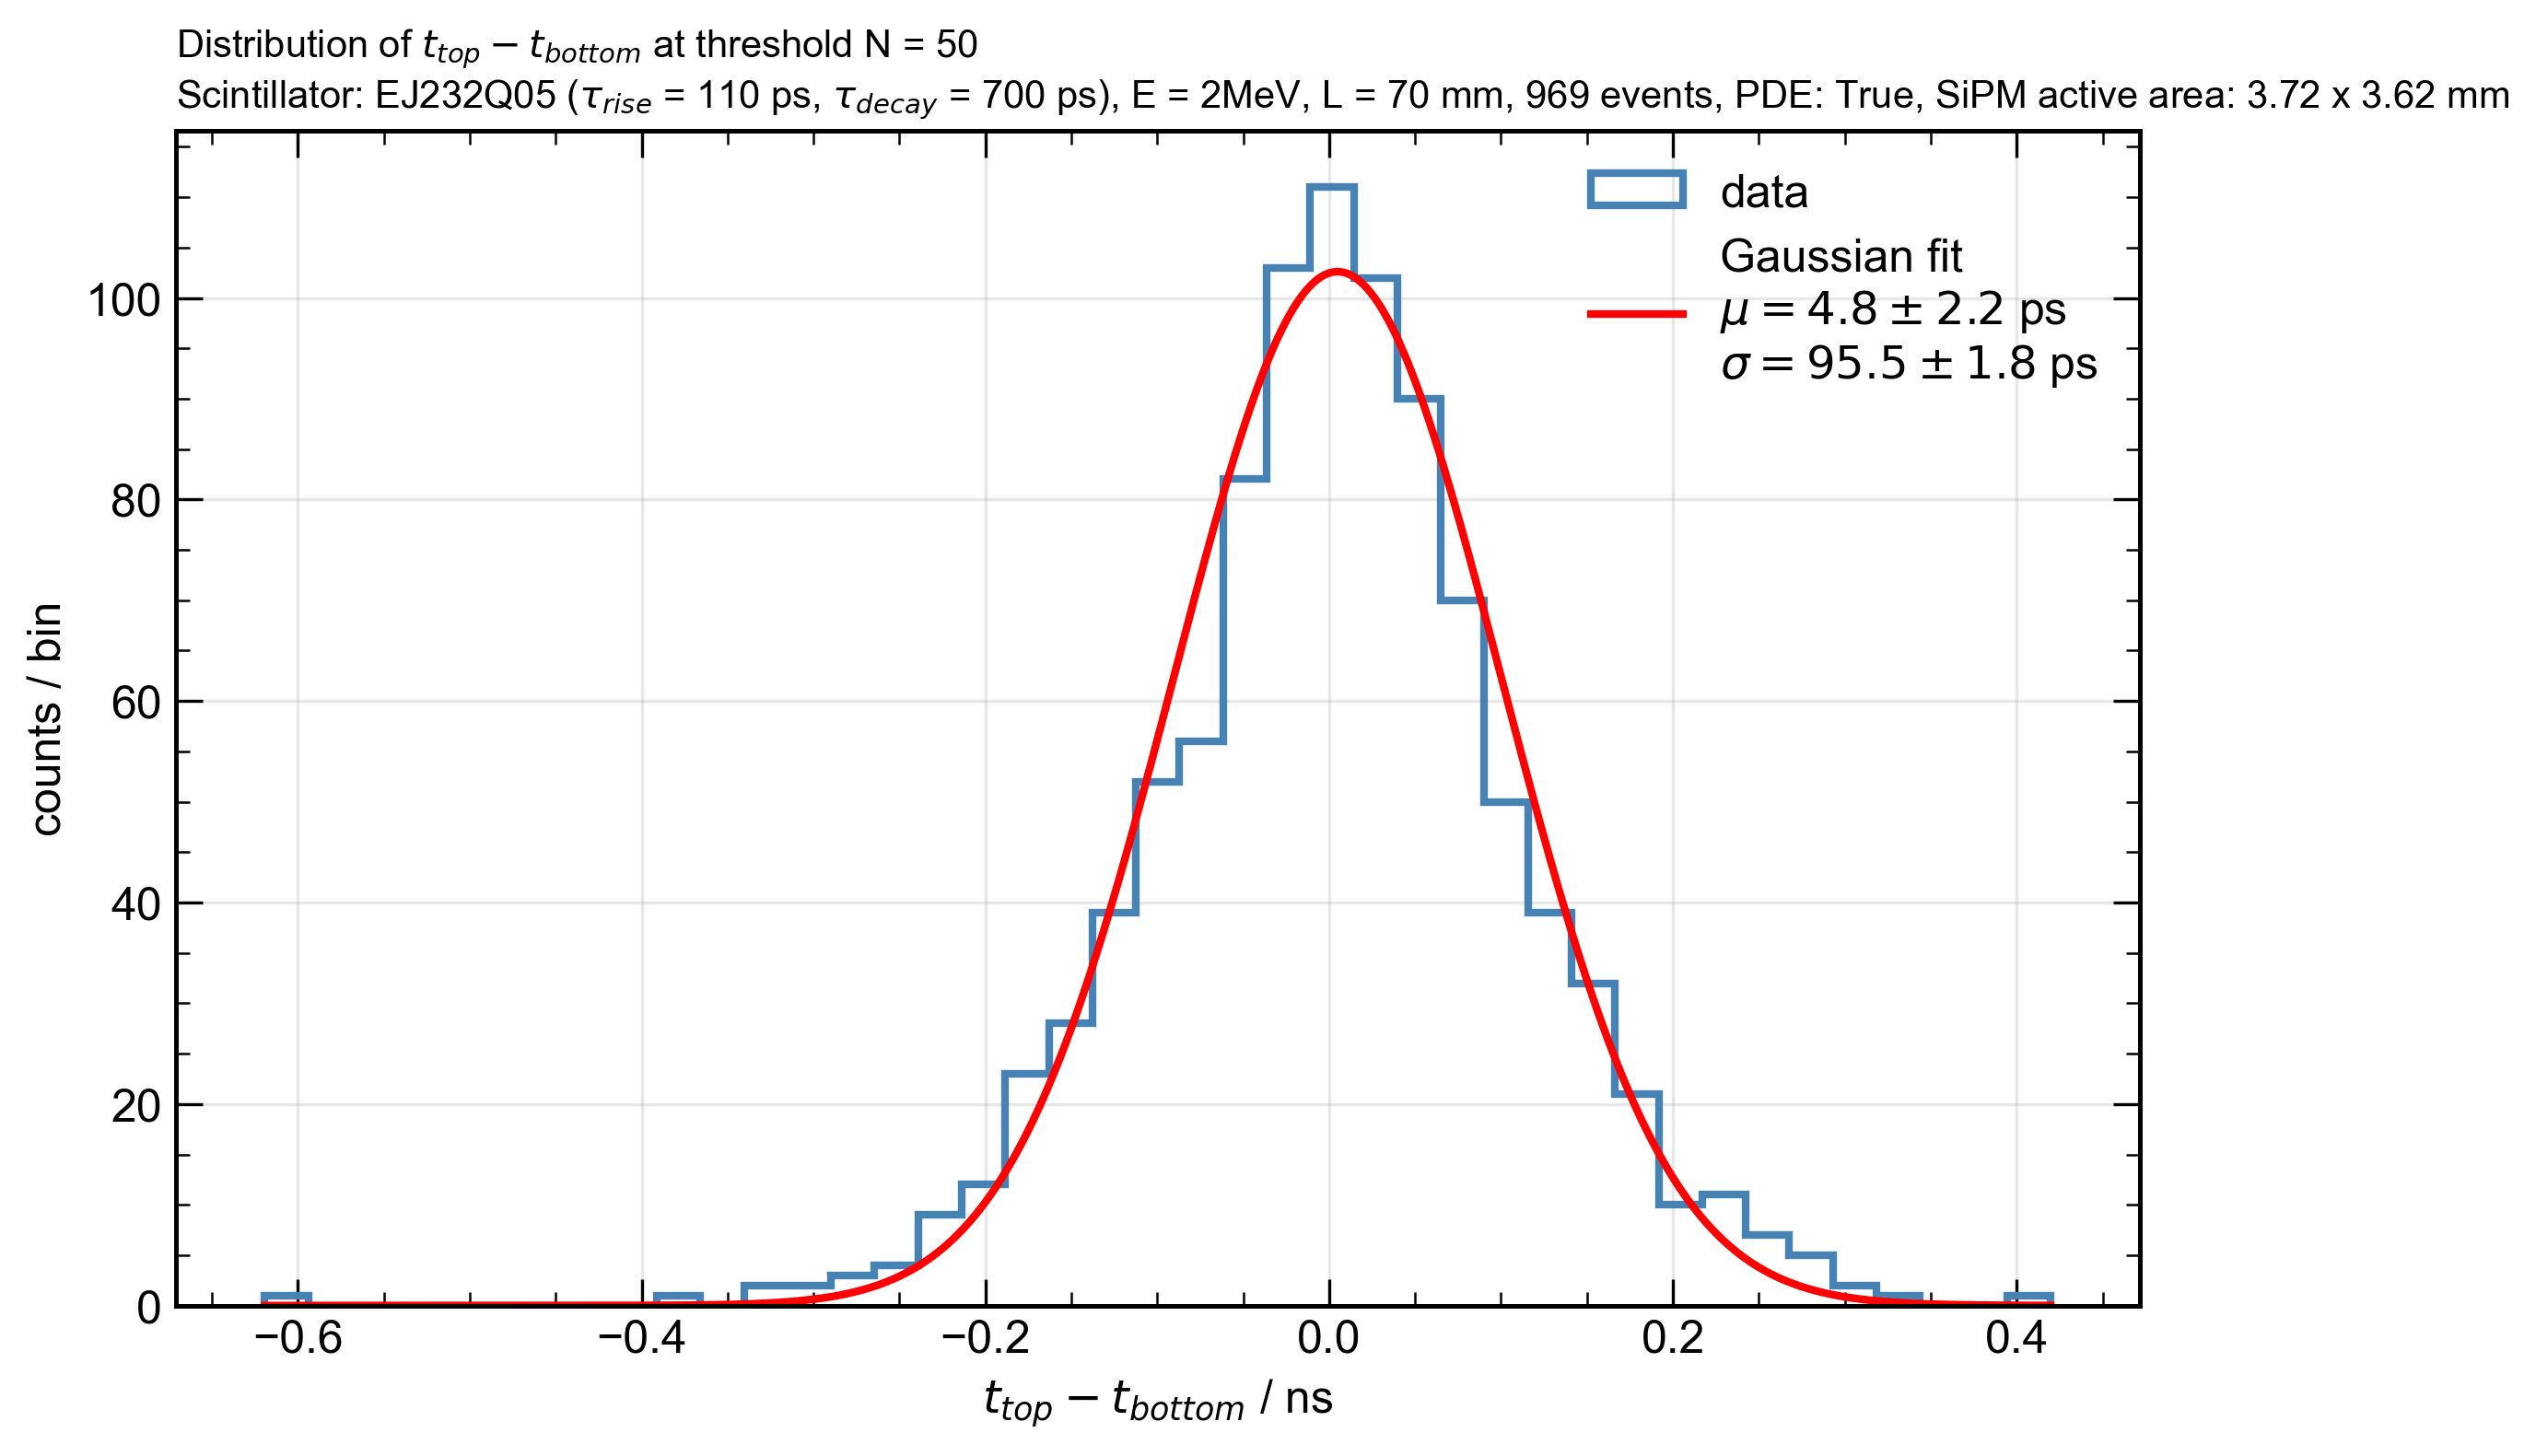 Distribution of t_top − t_bottom at threshold N = 50
Scintillator: EJ232Q05 (τ_rise = 110 ps, τ_decay = 700 ps), E = 2MeV, L = 70 mm, 969 events, PDE: True, SiPM active area: 3.72 x 3.62 mm
data
Gaussian fit
μ = 4.8 ± 2.2 ps
σ = 95.5 ± 1.8 ps
counts / bin
100
80
60
40
20
0
−0.6 −0.4 −0.2 0.0 0.2 0.4
t_top − t_bottom / ns